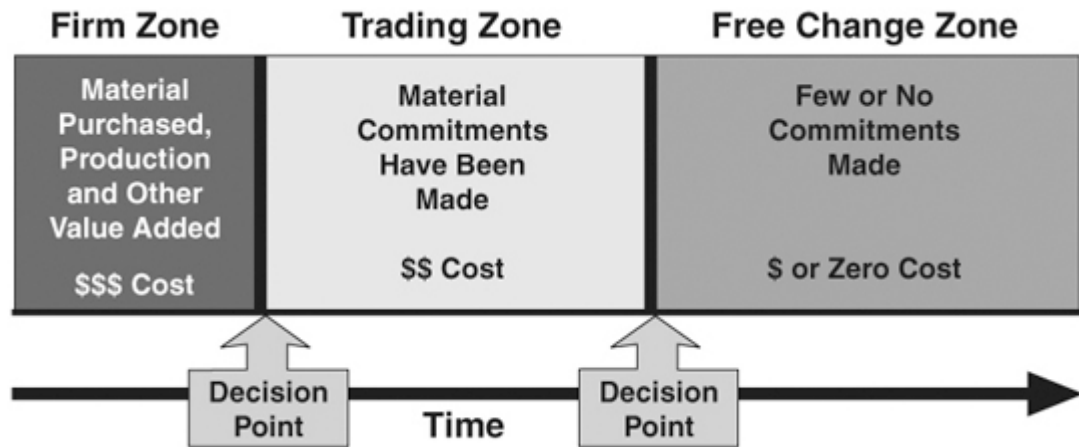 Firm Zone
Trading Zone
Free Change Zone
Material
Purchased,
Production
and Other
Value Added
$$$ Cost
Material
Commitments
Have Been
Made
$$ Cost
Few or No
Commitments
Made
$ or Zero Cost
Decision
Point
Time
Decision
Point